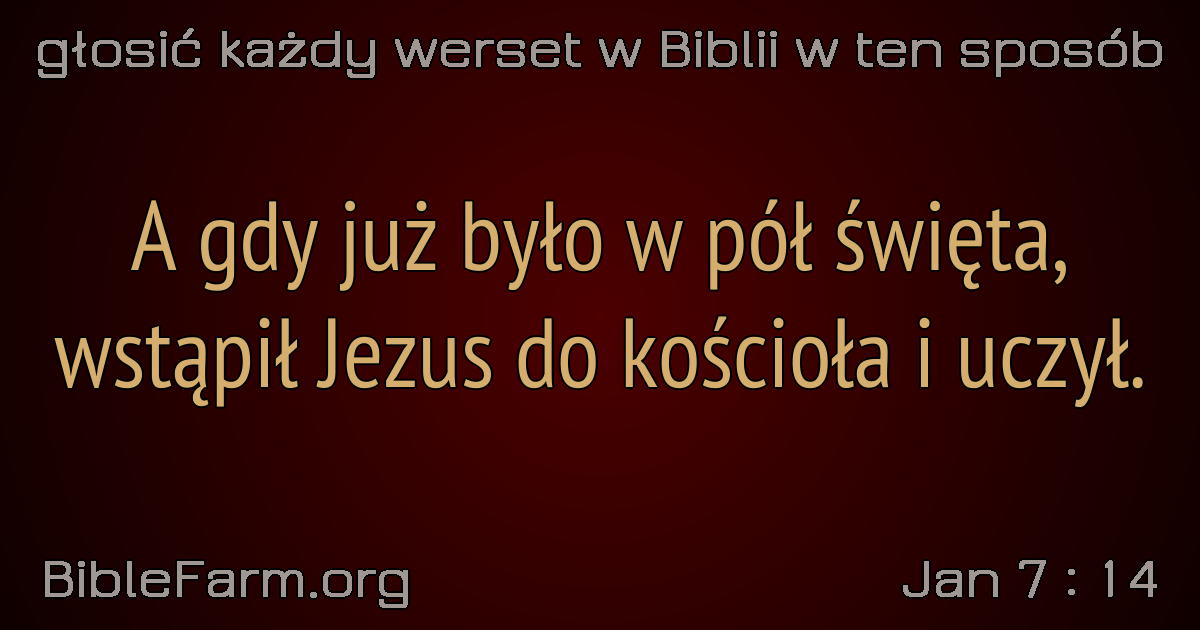 głosić każdy werset w Biblii w ten sposób
A gdy już było w pół święta,
wstąpił Jezus do kościoła i uczył.
BibleFarm.org
Jan 7 : 14